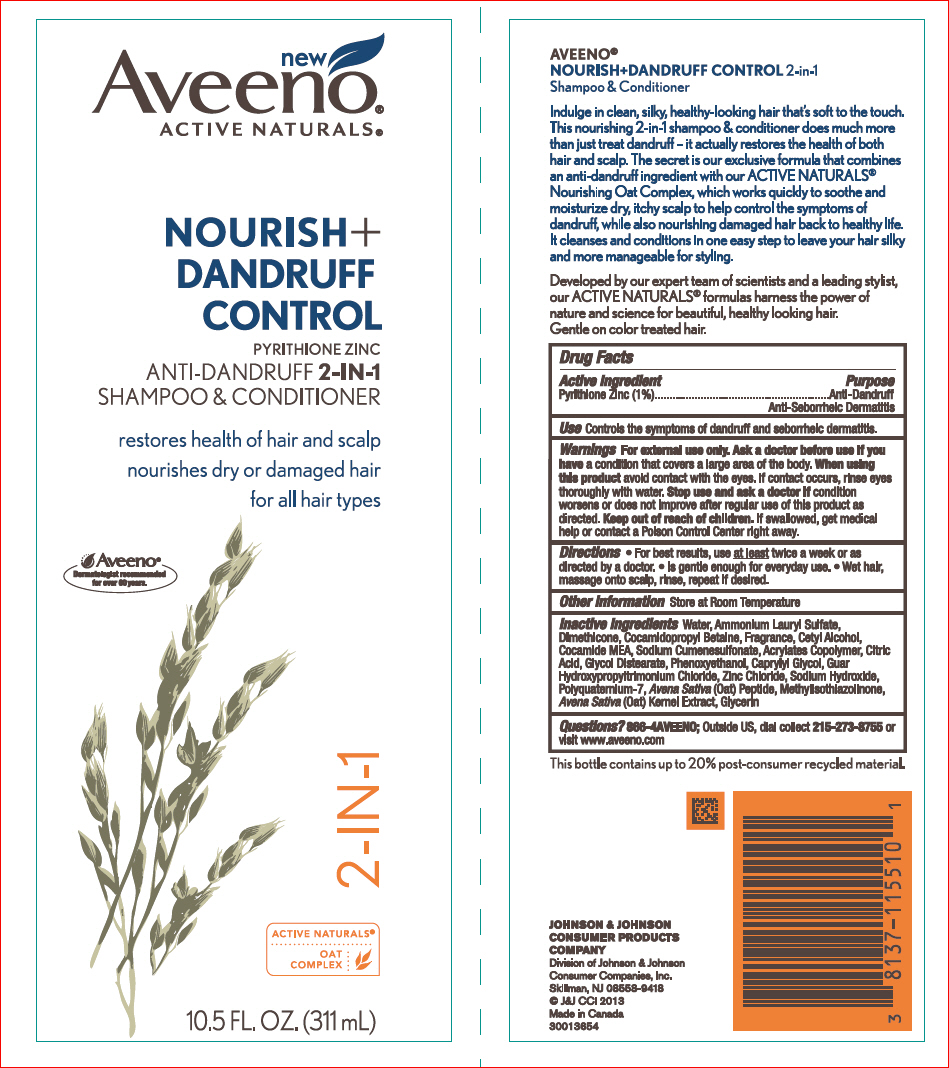 new
Aveeno®
ACTIVE NATURALS®
NOURISH+
DANDRUFF
CONTROL
PYRITHIONE ZINC
ANTI-DANDRUFF 2-IN-1
SHAMPOO & CONDITIONER
restores health of hair and scalp
nourishes dry or damaged hair
for all hair types
Aveeno®
Dermatologist recommended
for over 60 years.
2-IN-1
ACTIVE NATURALS®
OAT
COMPLEX
10.5 FL. OZ. (311 mL)
AVEENO®
NOURISH+DANDRUFF CONTROL 2-in-1
Shampoo & Conditioner
Indulge in clean, silky, healthy-looking hair that's soft to the touch.
This nourishing 2-in-1 shampoo & conditioner does much more
than just treat dandruff – it actually restores the health of both
hair and scalp. The secret is our exclusive formula that combines
an anti-dandruff ingredient with our ACTIVE NATURALS®
Nourishing Oat Complex, which works quickly to soothe and
moisturize dry, itchy scalp to help control the symptoms of
dandruff, while also nourishing damaged hair back to healthy life.
It cleanses and conditions in one easy step to leave your hair silky
and more manageable for styling.
Developed by our expert team of scientists and a leading stylist,
our ACTIVE NATURALS® formulas harness the power of
nature and science for beautiful, healthy looking hair.
Gentle on color treated hair.
Drug Facts
Active Ingredient Purpose
Pyrithione Zinc (1%)..................................................Anti-Dandruff
Anti-Seborrheic Dermatitis
Use Controls the symptoms of dandruff and seborrheic dermatitis.
Warnings For external use only. Ask a doctor before use if you
have a condition that covers a large area of the body. When using
this product avoid contact with the eyes. If contact occurs, rinse eyes
thoroughly with water. Stop use and ask a doctor if condition
worsens or does not improve after regular use of this product as
directed. Keep out of reach of children. If swallowed, get medical
help or contact a Poison Control Center right away.
Directions • For best results, use at least twice a week or as
directed by a doctor. • Is gentle enough for everyday use. • Wet hair,
massage onto scalp, rinse, repeat if desired.
Other Information Store at Room Temperature
Inactive Ingredients Water, Ammonium Lauryl Sulfate,
Dimethicone, Cocamidopropyl Betaine, Fragrance, Cetyl Alcohol,
Cocamide MEA, Sodium Cumenesulfonate, Acrylates Copolymer, Citric
Acid, Glycol Distearate, Phenoxyethanol, Caprylyl Glycol, Guar
Hydroxypropyltrimonium Chloride, Zinc Chloride, Sodium Hydroxide,
Polyquaternium-7, Avena Sativa (Oat) Peptide, Methylisothiazolinone,
Avena Sativa (Oat) Kernel Extract, Glycerin
Questions? 866-4AVEENO; Outside US, dial collect 215-273-8755 or
visit www.aveeno.com
This bottle contains up to 20% post-consumer recycled material.
JOHNSON & JOHNSON
CONSUMER PRODUCTS
COMPANY
Division of Johnson & Johnson
Consumer Companies, Inc.
Skillman, NJ 08558-9418
© J&J CCI 2013
Made in Canada
30013654
3 8137-115510 1